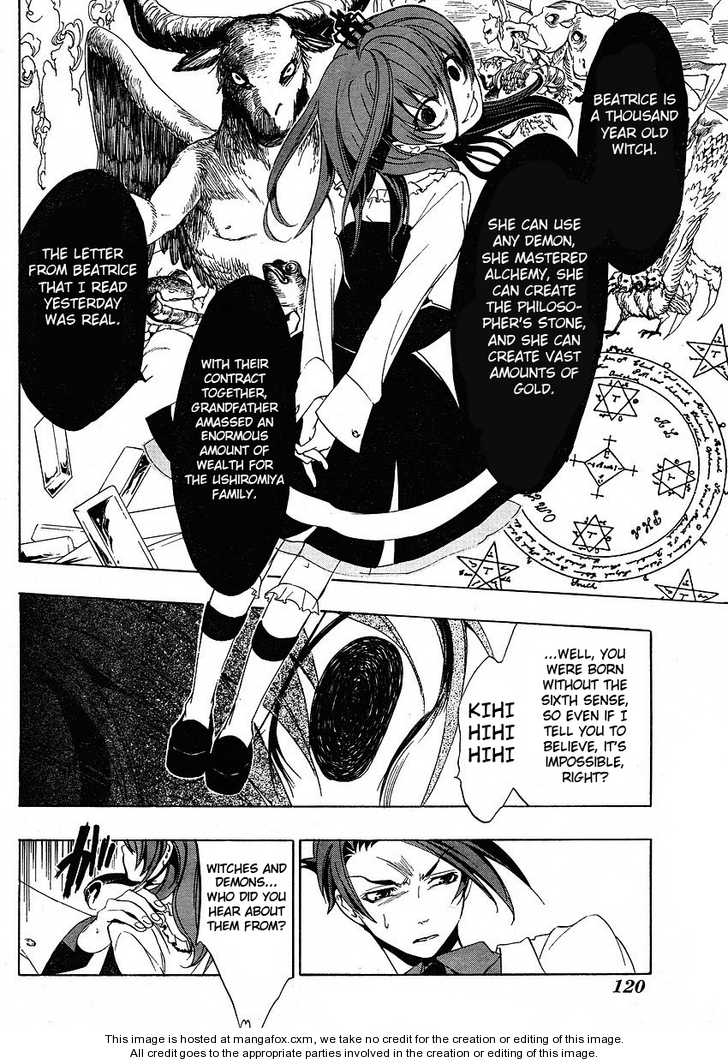 BEATRICE IS
A THOUSAND
YEAR OLD
WITCH.
SHE CAN USE
ANY DEMON,
SHE MASTERED
ALCHEMY, SHE
CAN CREATE
THE PHILOSO-
PHER'S STONE,
AND SHE CAN
CREATE VAST
AMOUNTS OF
GOLD.
WITH THEIR
CONTRACT
TOGETHER,
GRANDFATHER
AMASSED AN
ENORMOUS
AMOUNT OF
WEALTH FOR
THE USHIROMIYA
FAMILY.
THE LETTER
FROM BEATRICE
THAT I READ
YESTERDAY
WAS REAL.
...WELL, YOU
WERE BORN
WITHOUT THE
SIXTH SENSE,
SO EVEN IF I
TELL YOU TO
BELIEVE, IT'S
IMPOSSIBLE,
RIGHT?
KIHI
HIHI
HIHI
WITCHES AND
DEMONS...
WHO DID YOU
HEAR ABOUT
THEM FROM?
120
This image is hosted at mangafox.cxm, we take no credit for the creation or editing of this image.
All credit goes to the appropriate parties involved in creating and editing of this image.